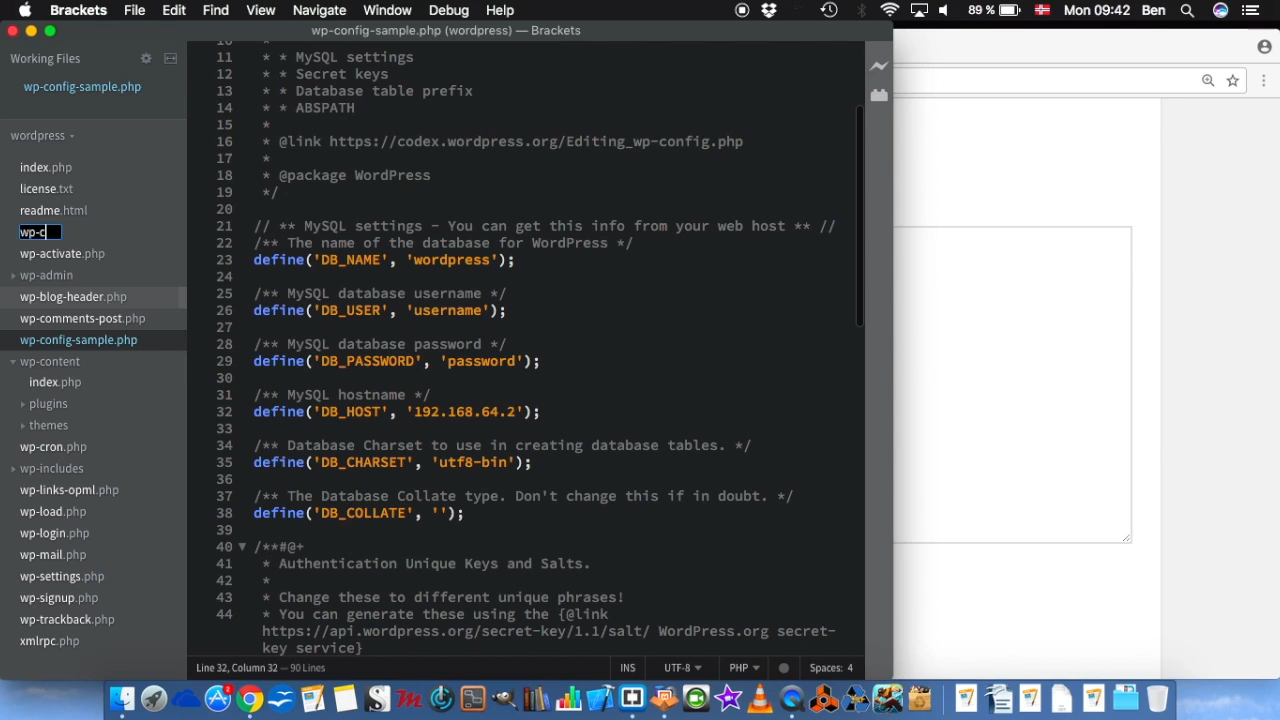 Brackets File Edit Find View Navigate Window Debug Help 89 % Mon 09:42 Ben
wp-config-sample.php (wordpress) — Brackets
Working Files
wp-config-sample.php
wordpress
index.php
license.txt
readme.html
wp-c
wp-activate.php
wp-admin
wp-blog-header.php
wp-comments-post.php
wp-config-sample.php
wp-content
index.php
plugins
themes
wp-cron.php
wp-includes
wp-links-opml.php
wp-load.php
wp-login.php
wp-mail.php
wp-settings.php
wp-signup.php
wp-trackback.php
xmlrpc.php
10 *
11 * * MySQL settings
12 * * Secret keys
13 * * Database table prefix
14 * * ABSPATH
15 *
16 * @link https://codex.wordpress.org/Editing_wp-config.php
17 *
18 * @package WordPress
19 */
20
21 // ** MySQL settings - You can get this info from your web host ** //
22 /** The name of the database for WordPress */
23 define('DB_NAME', 'wordpress');
24
25 /** MySQL database username */
26 define('DB_USER', 'username');
27
28 /** MySQL database password */
29 define('DB_PASSWORD', 'password');
30
31 /** MySQL hostname */
32 define('DB_HOST', '192.168.64.2');
33
34 /** Database Charset to use in creating database tables. */
35 define('DB_CHARSET', 'utf8-bin');
36
37 /** The Database Collate type. Don't change this if in doubt. */
38 define('DB_COLLATE', '');
39
40 /**#@+
41 * Authentication Unique Keys and Salts.
42 *
43 * Change these to different unique phrases!
44 * You can generate these using the {@link
https://api.wordpress.org/secret-key/1.1/salt/ WordPress.org secret-
key service}
Line 32, Column 32 — 90 Lines
INS UTF-8 PHP Spaces: 4
2